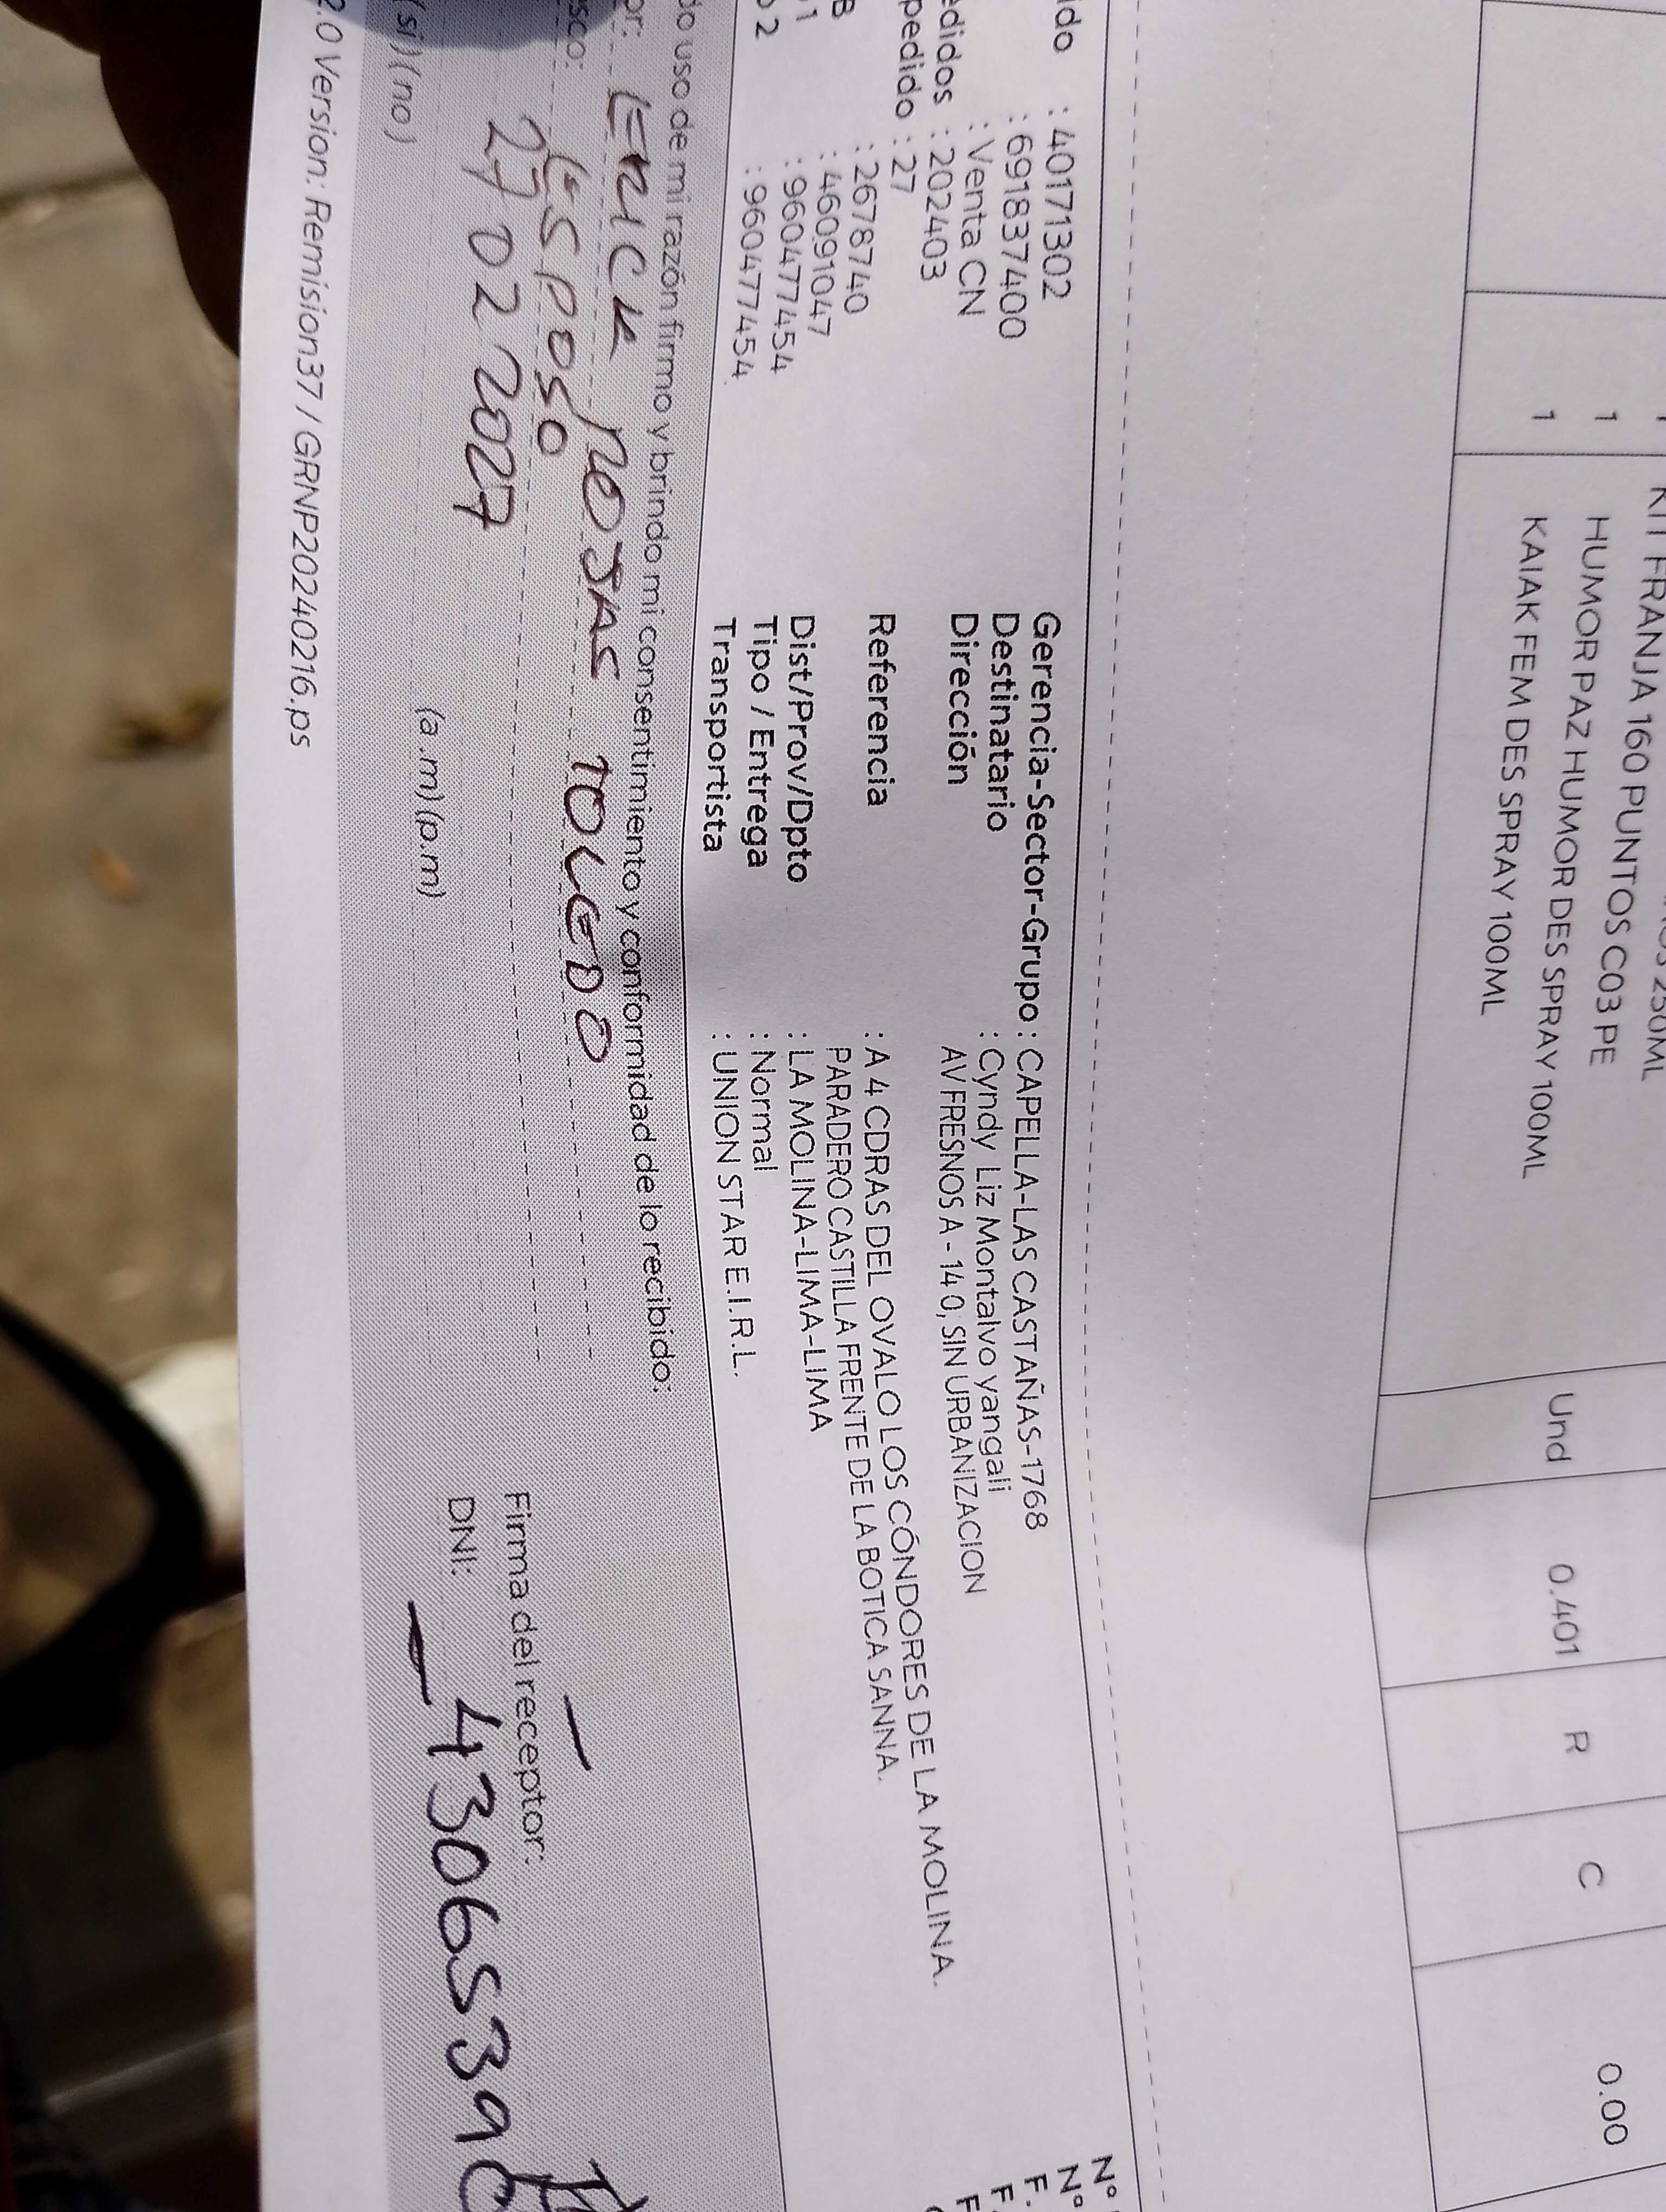 250ML
KIT FRANJA 160 PUNTOS C03 PE
1 HUMOR PAZ HUMOR DES SPRAY 100ML
1 KAIAK FEM DES SPRAY 100ML
Und 0.401 R C 0.00
ido : 40171302
: 691837400
: Venta CN
edidos : 202403
pedido : 27
B : 2678740
: 46091047
1 : 960477454
o 2 : 960477454
Gerencia-Sector-Grupo : CAPELLA-LAS CASTAÑAS-1768
Destinatario : Cyndy Liz Montalvo yangali
Dirección AV FRESNOS A - 14 0, SIN URBANIZACION
Referencia : A 4 CDRAS DEL OVALO LOS CÓNDORES DE LA MOLINA.
PARADERO CASTILLA FRENTE DE LA BOTICA SANNA.
Dist/Prov/Dpto : LA MOLINA-LIMA-LIMA
Tipo / Entrega : Normal
Transportista : UNION STAR E.I.R.L.
N°
N°
F.
F.
F
do uso de mi razón firmo y brindo mi consentimiento y conformidad de lo recibido:
or: ERICK ROJAS TOLEDO
sco: ESPOSO
27 02 2027
(si)(no) (a.m)(p.m)
Firma del receptor:
DNI: 4306539
2.0 Version: Remision37 / GRNP20240216.ps